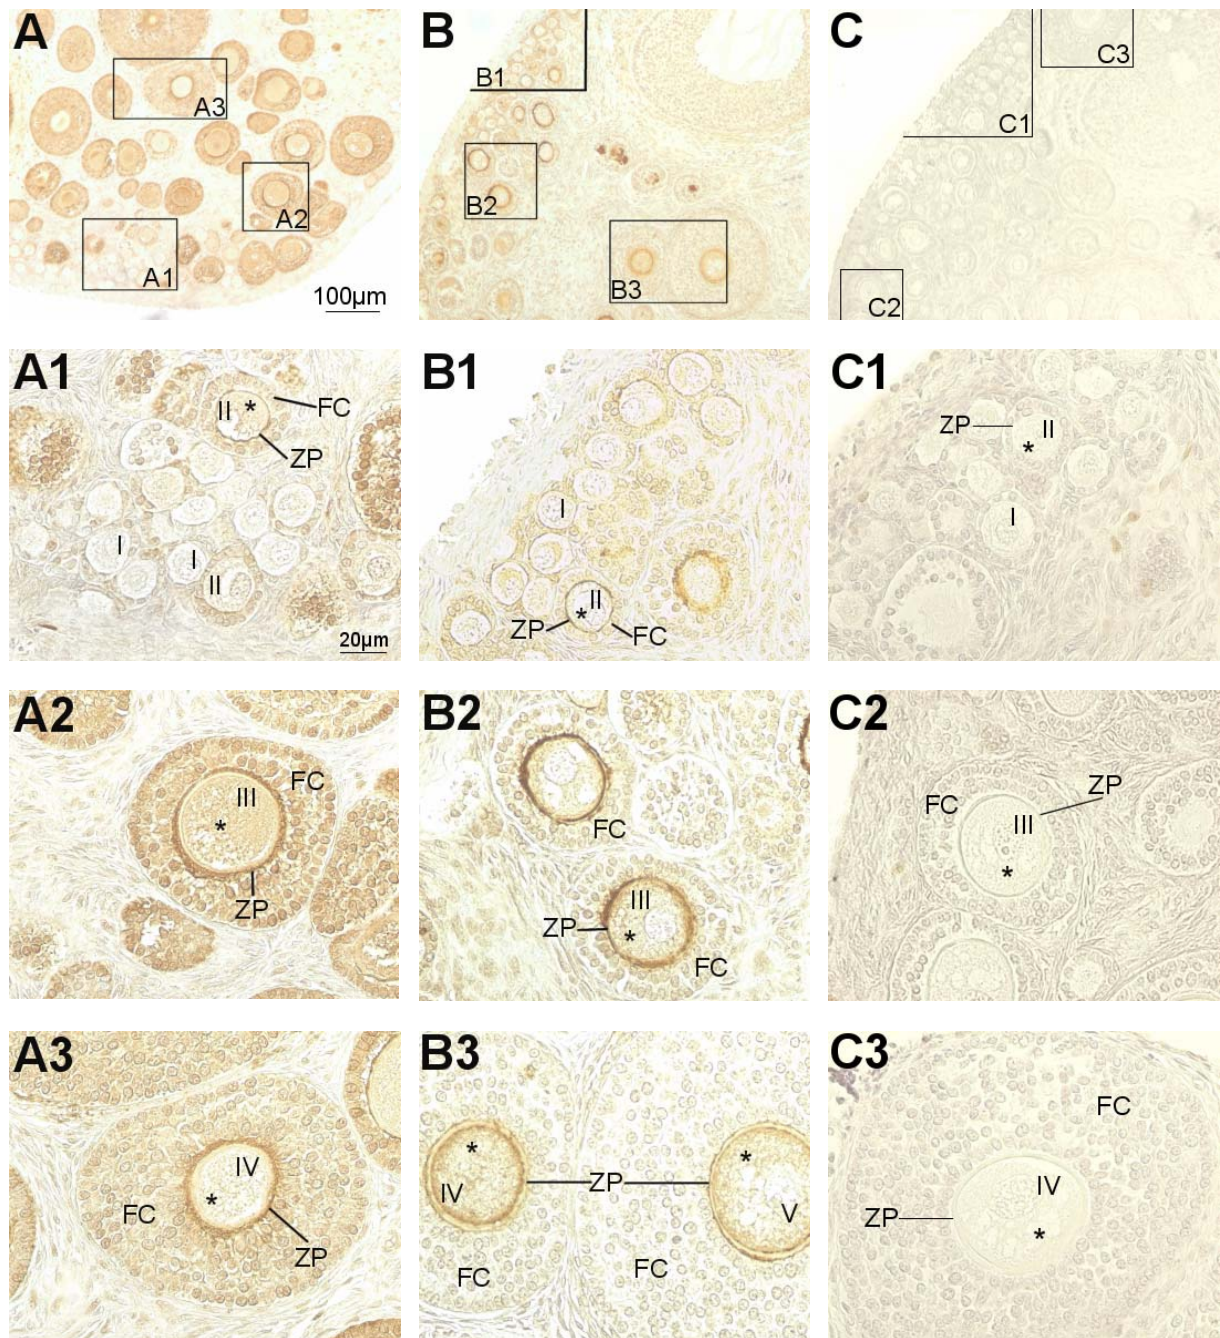 A
A3
A2
A1
100µm
B
B1
B2
B3
C
C3
C1
C2
A1
II
*
FC
ZP
I
I
II
20µm
B1
I
II
*
ZP
FC
C1
ZP
II
*
I
A2
FC
III
*
ZP
B2
FC
III
ZP
*
FC
C2
ZP
FC
III
*
A3
IV
*
FC
ZP
B3
*
*
ZP
IV
V
FC
FC
C3
FC
IV
ZP
*